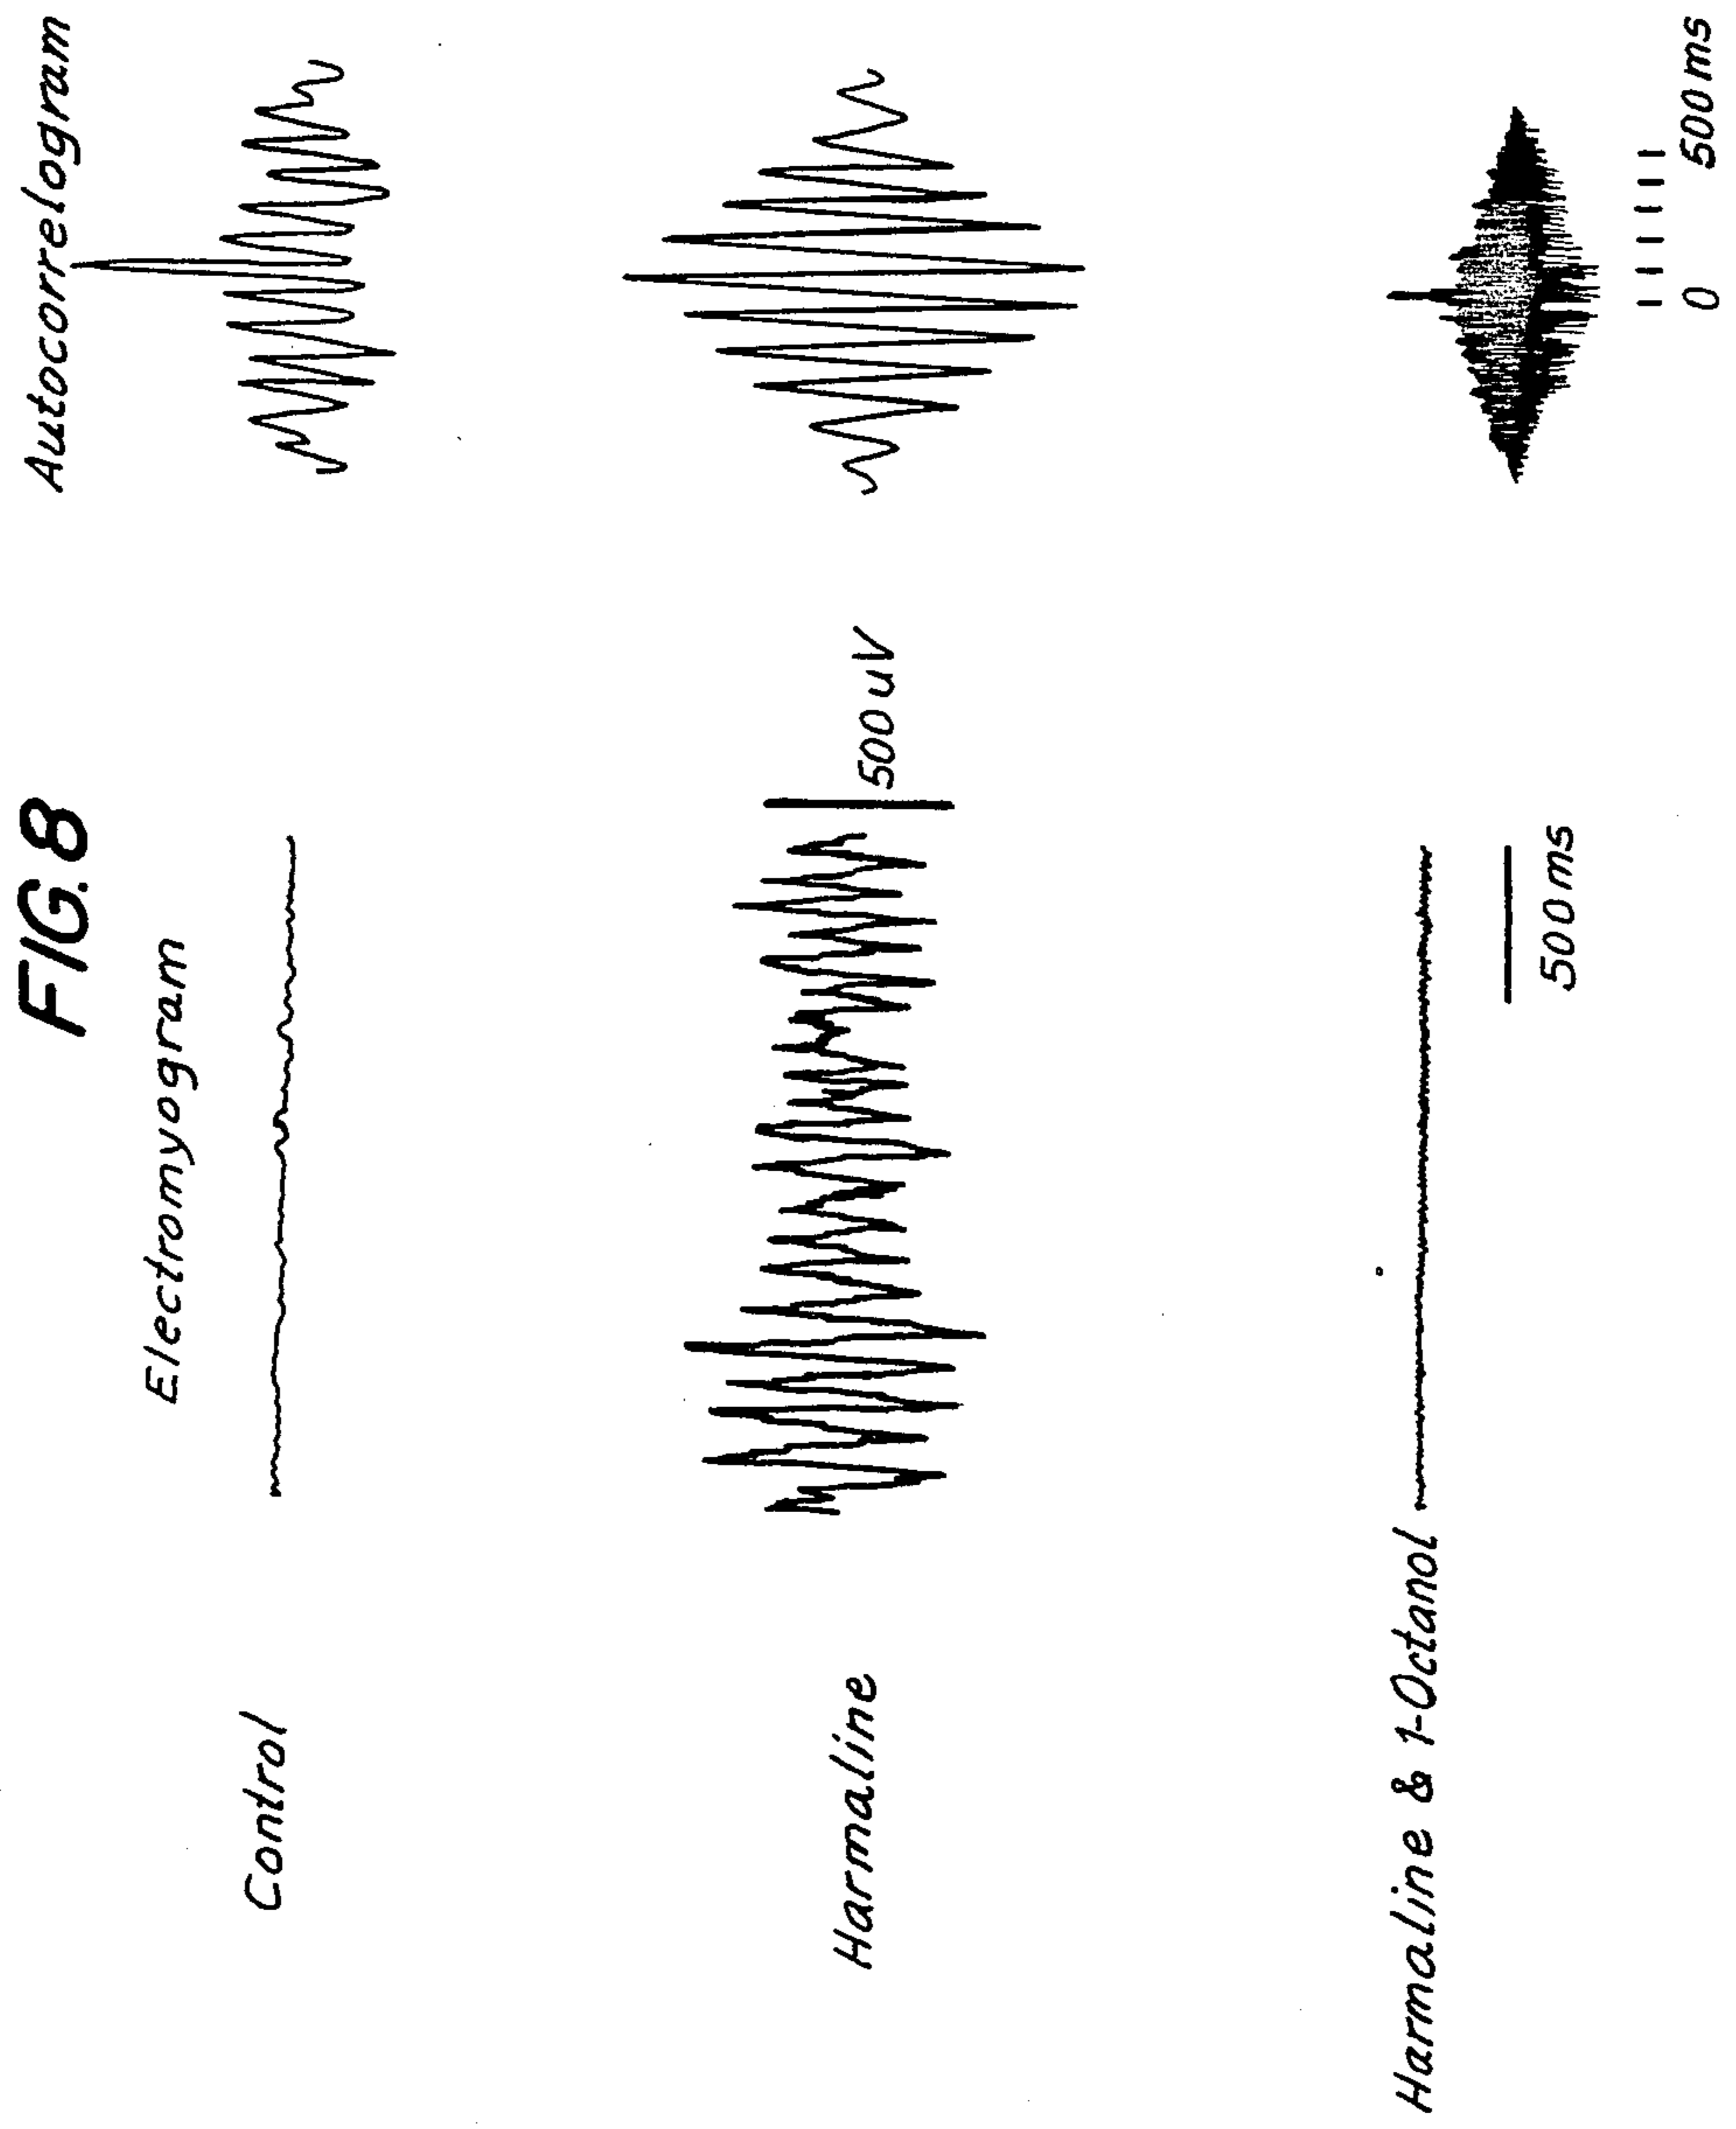 FIG. 8
Electromyogram
Autocorrelogram
Control
Harmaline
500 uV
Harmaline & 1-Octanol
500 ms
0
500 ms